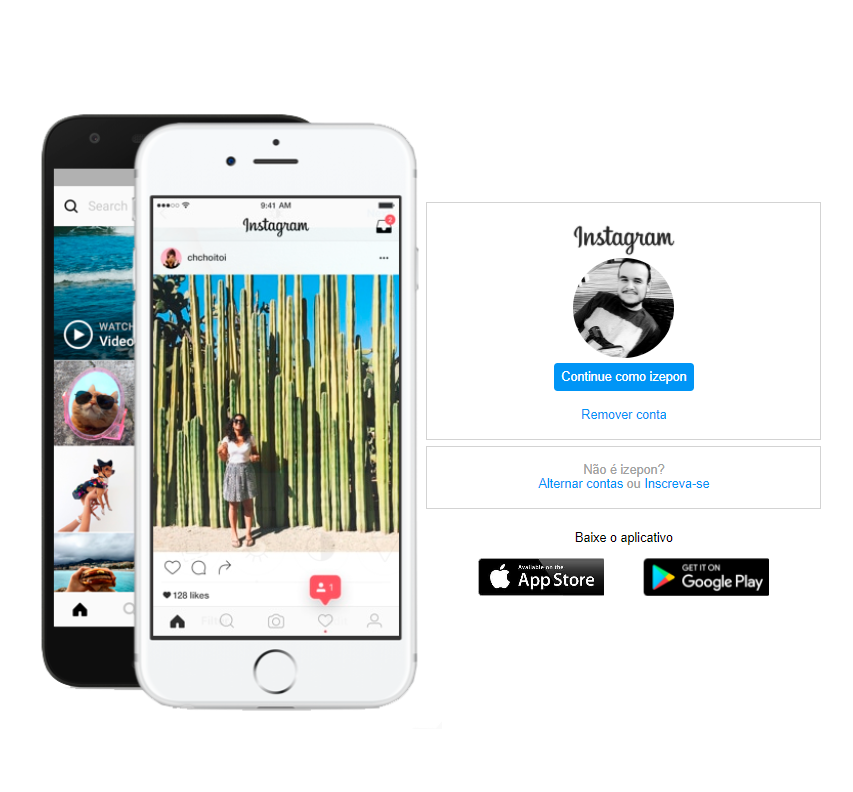 Search
WATCH
Video
9:41 AM
Instagram
2
chchoitoi
128 likes
1
Instagram
Continue como izepon
Remover conta
Não é izepon?
Alternar contas ou Inscreva-se
Baixe o aplicativo
Available on the
App Store
GET IT ON
Google Play